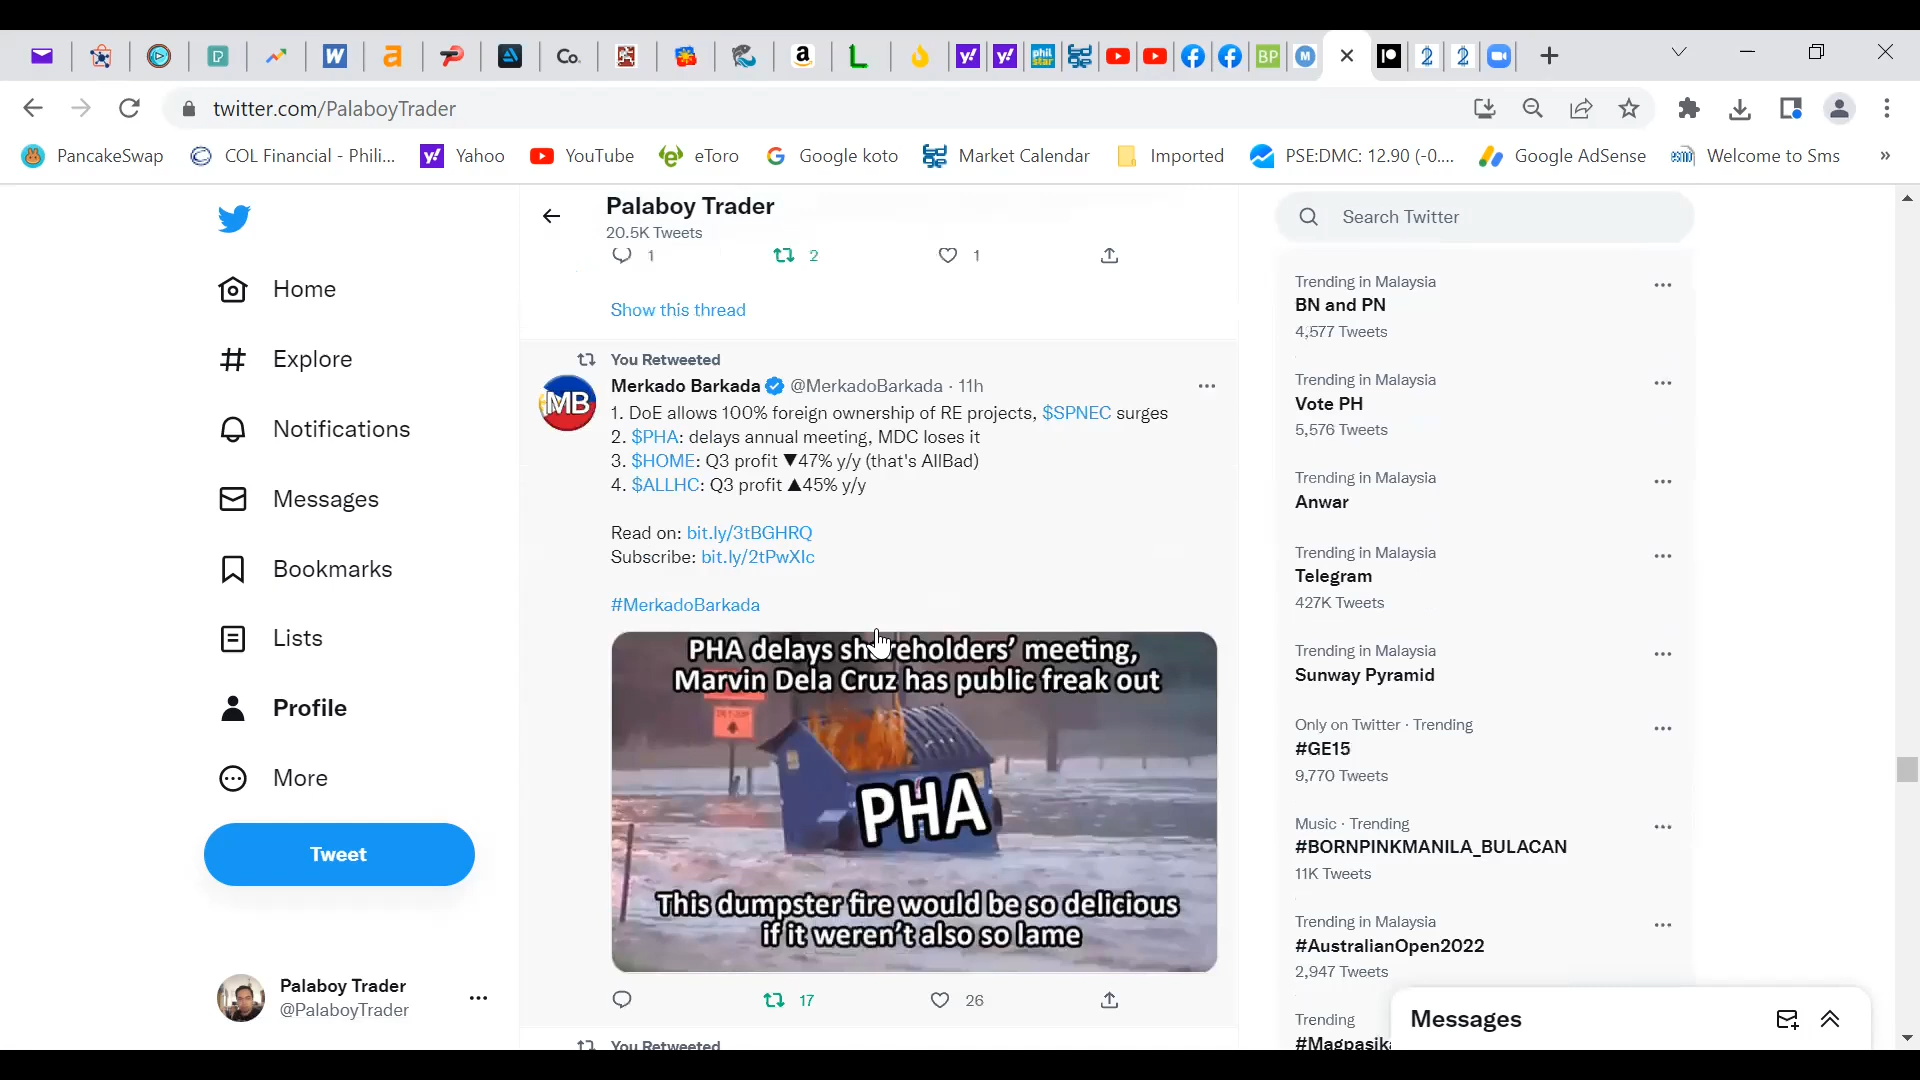 twitter.com/PalaboyTrader
PancakeSwap
COL Financial - Phili...
Yahoo
YouTube
eToro
Google koto
Market Calendar
Imported
PSE:DMC: 12.90 (-0....
Google AdSense
Welcome to Sms
»
Home
Explore
Notifications
Messages
Bookmarks
Lists
Profile
More
Tweet
Palaboy Trader
@PalaboyTrader
Palaboy Trader
20.5K Tweets
1 2 1
Show this thread
You Retweeted
Merkado Barkada @MerkadoBarkada · 11h
1. DoE allows 100% foreign ownership of RE projects, $SPNEC surges
2. $PHA: delays annual meeting, MDC loses it
3. $HOME: Q3 profit ▼47% y/y (that's AllBad)
4. $ALLHC: Q3 profit ▲45% y/y
Read on: bit.ly/3tBGHRQ
Subscribe: bit.ly/2tPwXIc
#MerkadoBarkada
PHA delays shareholders' meeting,
Marvin Dela Cruz has public freak out
PHA
This dumpster fire would be so delicious
if it weren't also so lame
17 26
You Retweeted
Search Twitter
Trending in Malaysia
BN and PN
4,577 Tweets
Trending in Malaysia
Vote PH
5,576 Tweets
Trending in Malaysia
Anwar
Trending in Malaysia
Telegram
427K Tweets
Trending in Malaysia
Sunway Pyramid
Only on Twitter · Trending
#GE15
9,770 Tweets
Music · Trending
#BORNPINKMANILA_BULACAN
11K Tweets
Trending in Malaysia
#AustralianOpen2022
2,947 Tweets
Trending
#Magpasik
Messages